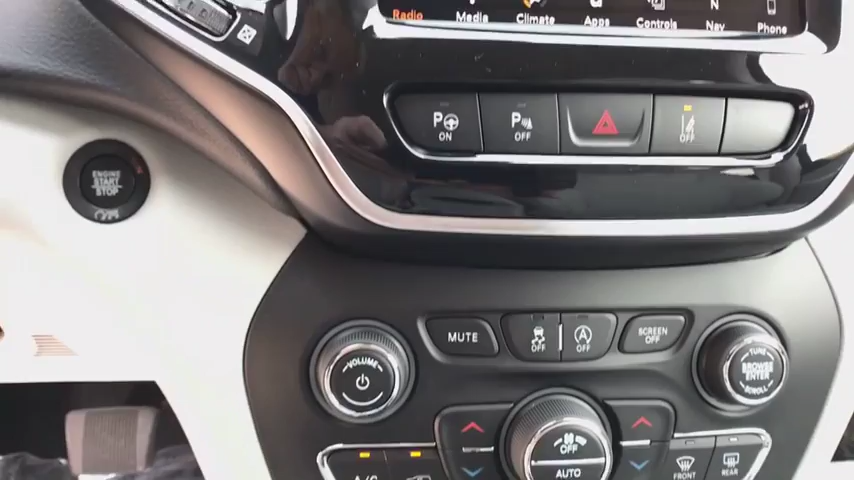 Radio Media Climate Apps Controls Nav Phone
N
P ON
P OFF
OFF
ENGINE
START
STOP
MUTE
OFF
OFF
SCREEN
OFF
VOLUME
TUNE
BROWSE
ENTER
SCROLL
OFF
AUTO
A/C
FRONT
REAR